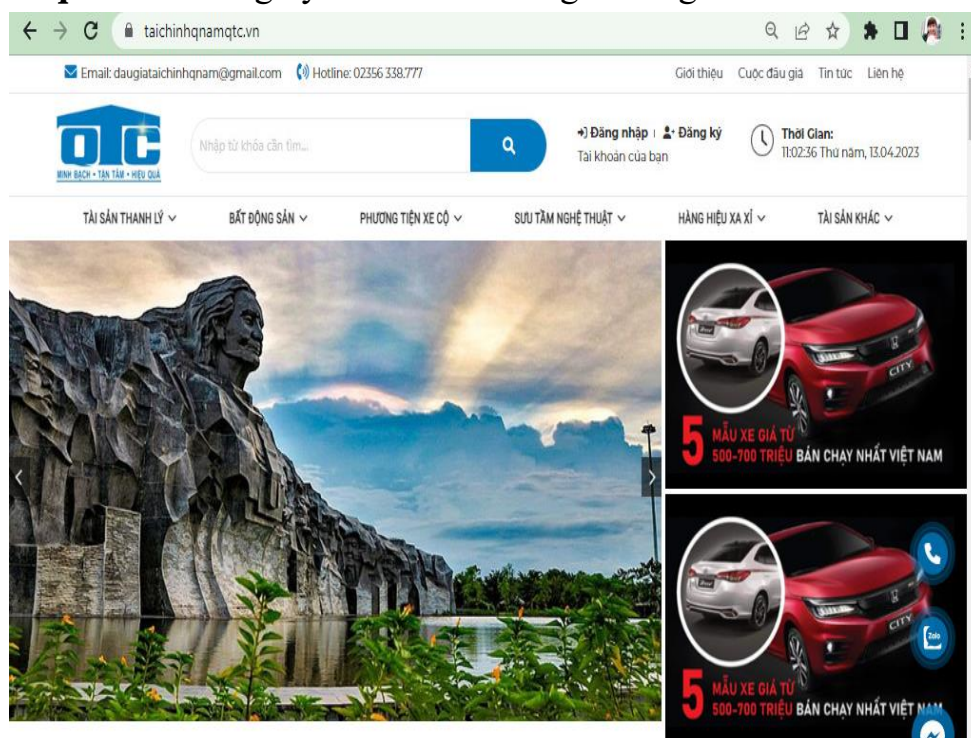 taichinhqnamqtc.vn
Email: daugiataichinhqnam@gmail.com Hotline: 02356 338.777 Giới thiệu Cuộc đấu giá Tin tức Liên hệ
QTC
MINH BẠCH - TẬN TÂM - HIỆU QUẢ
Nhập từ khóa cần tìm...
Đăng nhập | Đăng ký
Tài khoản của bạn
Thời Gian:
11:02:36 Thứ năm, 13.04.2023
TÀI SẢN THANH LÝ BẤT ĐỘNG SẢN PHƯƠNG TIỆN XE CỘ SƯU TẦM NGHỆ THUẬT HÀNG HIỆU XA XỈ TÀI SẢN KHÁC
CITY
5 MẪU XE GIÁ TỪ
500-700 TRIỆU BÁN CHẠY NHẤT VIỆT NAM
CITY
Zalo
5 MẪU XE GIÁ TỪ
500-700 TRIỆU BÁN CHẠY NHẤT VIỆT NAM